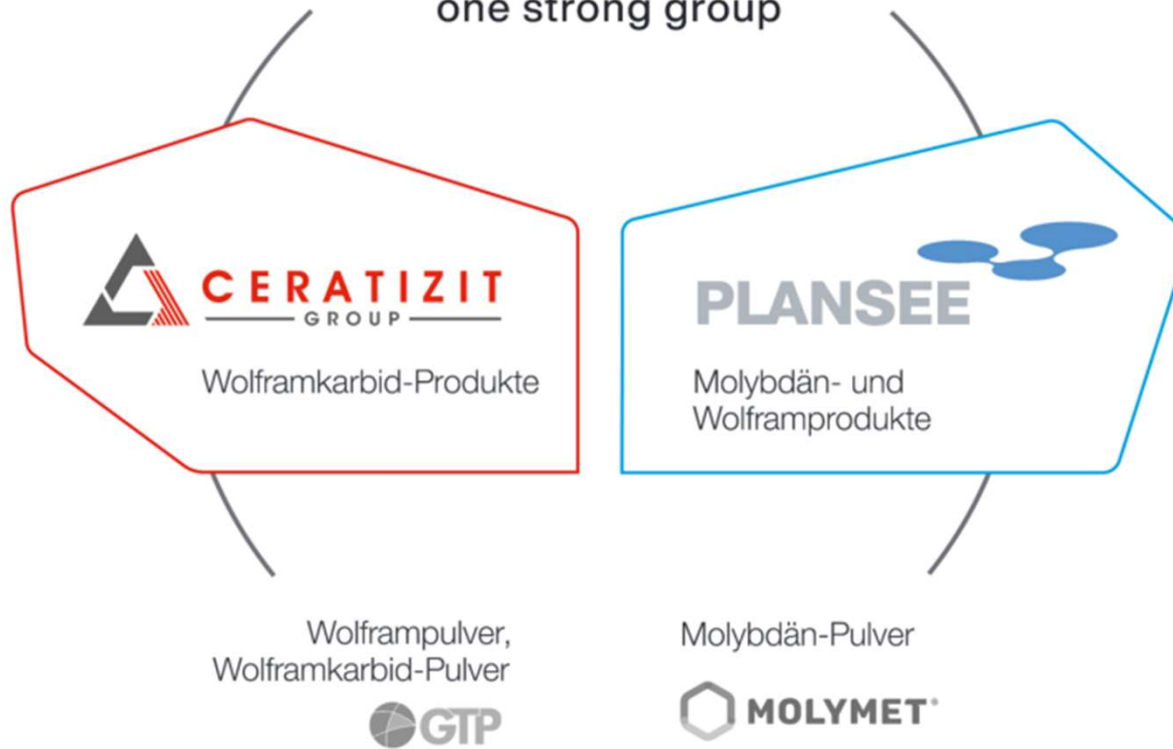 one strong group
CERATIZIT
GROUP
Wolframkarbid-Produkte
PLANSEE
Molybdän- und
Wolframprodukte
Wolframpulver,
Wolframkarbid-Pulver
GTP
Molybdän-Pulver
MOLYMET®